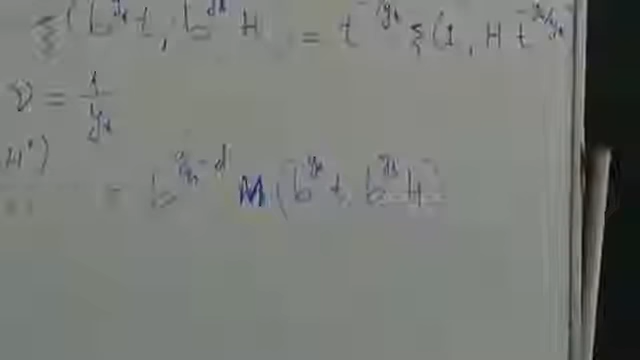 ξ(b^{y_t} t, b^{y_h} H = t^{-1/y_t} ξ(1, H t^{-y_h/y_t}
ν = 1/y_t
H')
= b^{y_h - d} M(b^{y_t} t, b^{y_h} H)